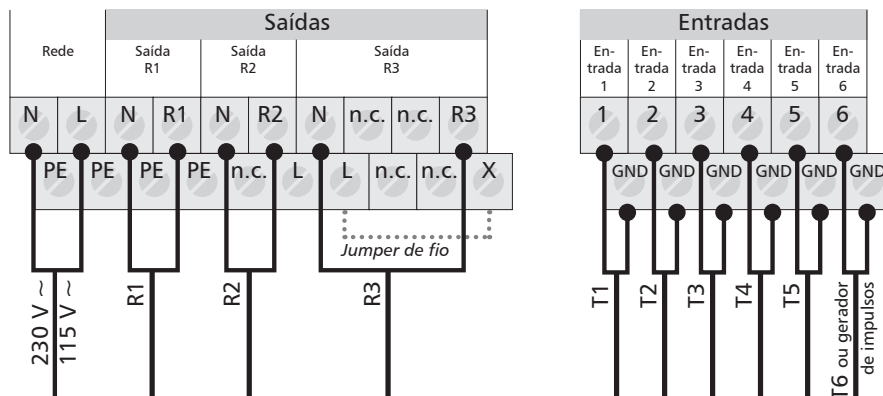 Saídas
Rede
Saída
R1
Saída
R2
Saída
R3
N L N R1 N R2 N n.c. n.c. R3
PE PE PE PE n.c. L L n.c. n.c. X
Jumper de fio
230 V ~
115 V ~
R1
R2
R3
Entradas
En-
trada
1
En-
trada
2
En-
trada
3
En-
trada
4
En-
trada
5
En-
trada
6
1 2 3 4 5 6
GND GND GND GND GND GND
T1
T2
T3
T4
T5
T6 ou gerador
de impulsos